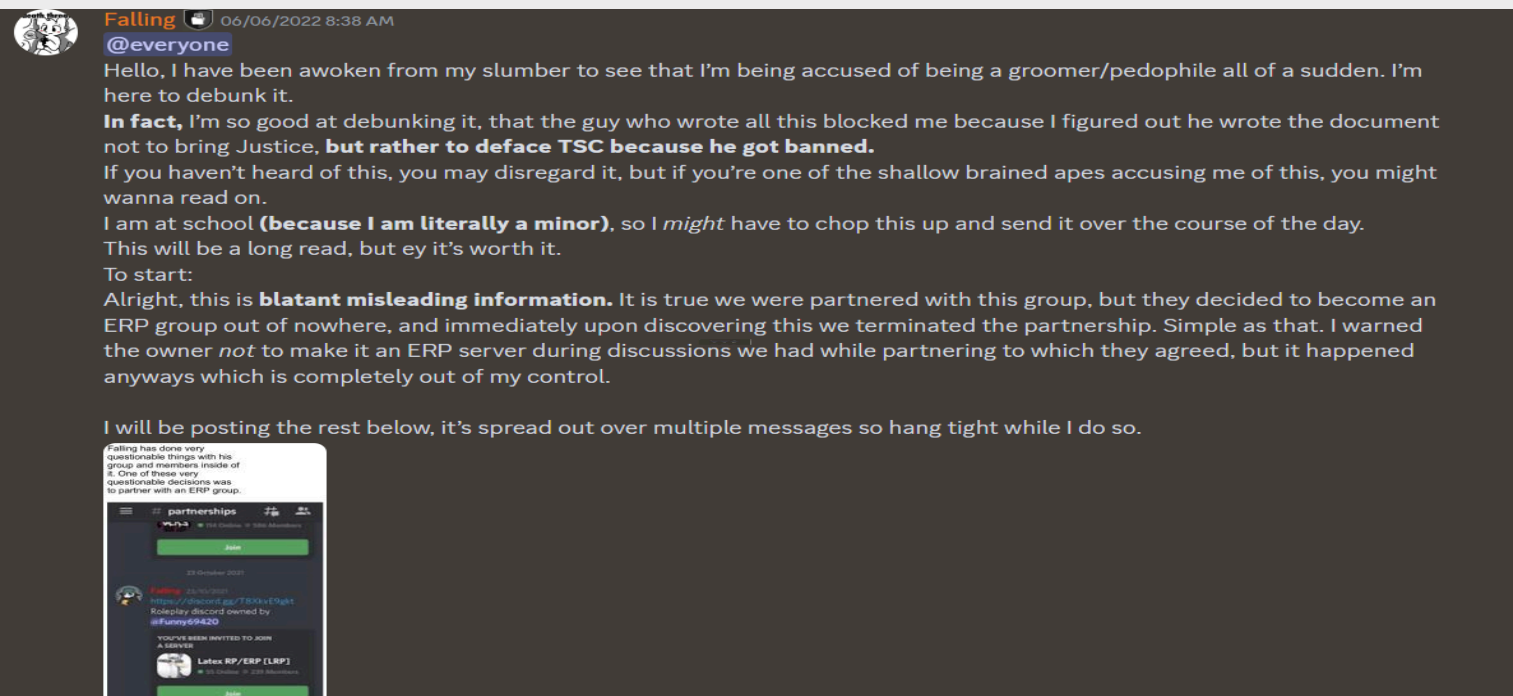 Falling 06/06/2022 8:38 AM
@everyone
Hello, I have been awoken from my slumber to see that I'm being accused of being a groomer/pedophile all of a sudden. I'm
here to debunk it.
In fact, I'm so good at debunking it, that the guy who wrote all this blocked me because I figured out he wrote the document
not to bring Justice, but rather to deface TSC because he got banned.
If you haven't heard of this, you may disregard it, but if you're one of the shallow brained apes accusing me of this, you might
wanna read on.
I am at school (because I am literally a minor), so I might have to chop this up and send it over the course of the day.
This will be a long read, but ey it's worth it.
To start:
Alright, this is blatant misleading information. It is true we were partnered with this group, but they decided to become an
ERP group out of nowhere, and immediately upon discovering this we terminated the partnership. Simple as that. I warned
the owner not to make it an ERP server during discussions we had while partnering to which they agreed, but it happened
anyways which is completely out of my control.
I will be posting the rest below, it's spread out over multiple messages so hang tight while I do so.
Falling has done very
questionable things with his
group and members inside of
it. One of these very
questionable decisions was
to partner with an ERP group.
# partnerships
Join
23 October 2021
Falling 23/10/2021
Roleplay discord owned by
@Funny69420
YOU'VE BEEN INVITED TO JOIN
A SERVER
Latex RP/ERP [LRP]
Join